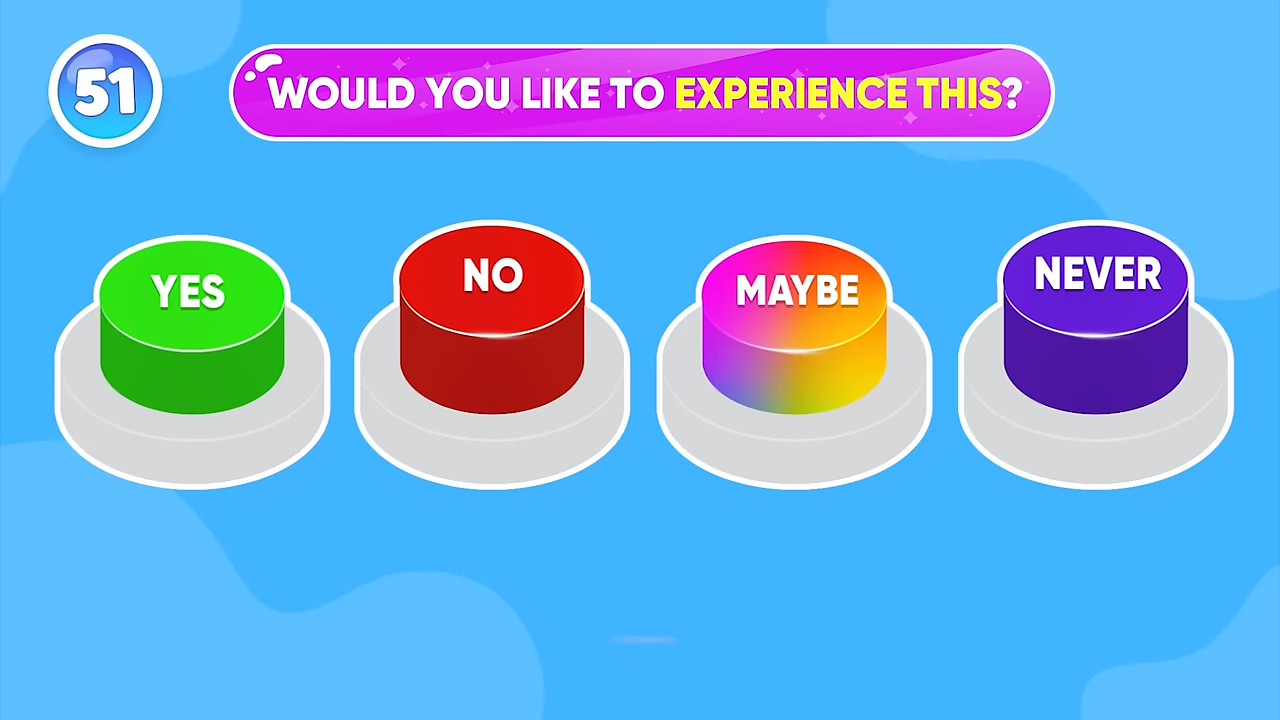 51
WOULD YOU LIKE TO EXPERIENCE THIS?
YES
NO
MAYBE
NEVER